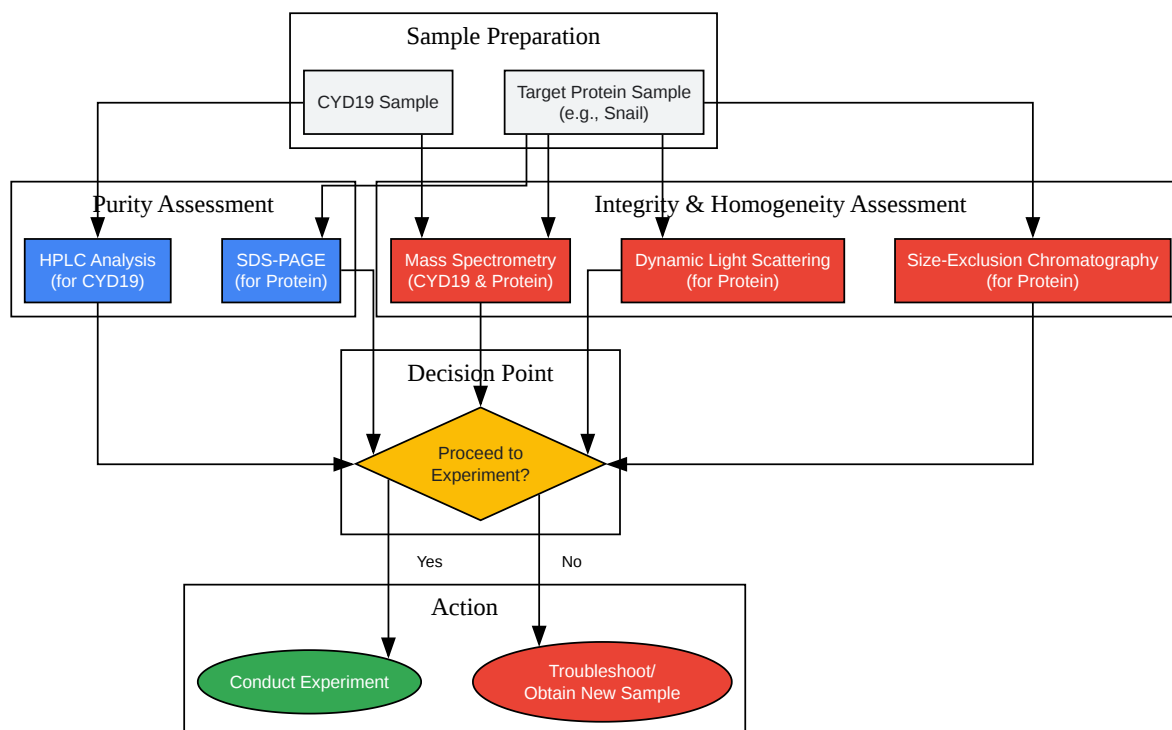 Sample Preparation
CYD19 Sample
Target Protein Sample
(e.g., Snail)
Purity Assessment
Integrity & Homogeneity Assessment
HPLC Analysis
(for CYD19)
SDS-PAGE
(for Protein)
Mass Spectrometry
(CYD19 & Protein)
Dynamic Light Scattering
(for Protein)
Size-Exclusion Chromatography
(for Protein)
Decision Point
Proceed to
Experiment?
Yes
No
Action
Conduct Experiment
Troubleshoot/
Obtain New Sample